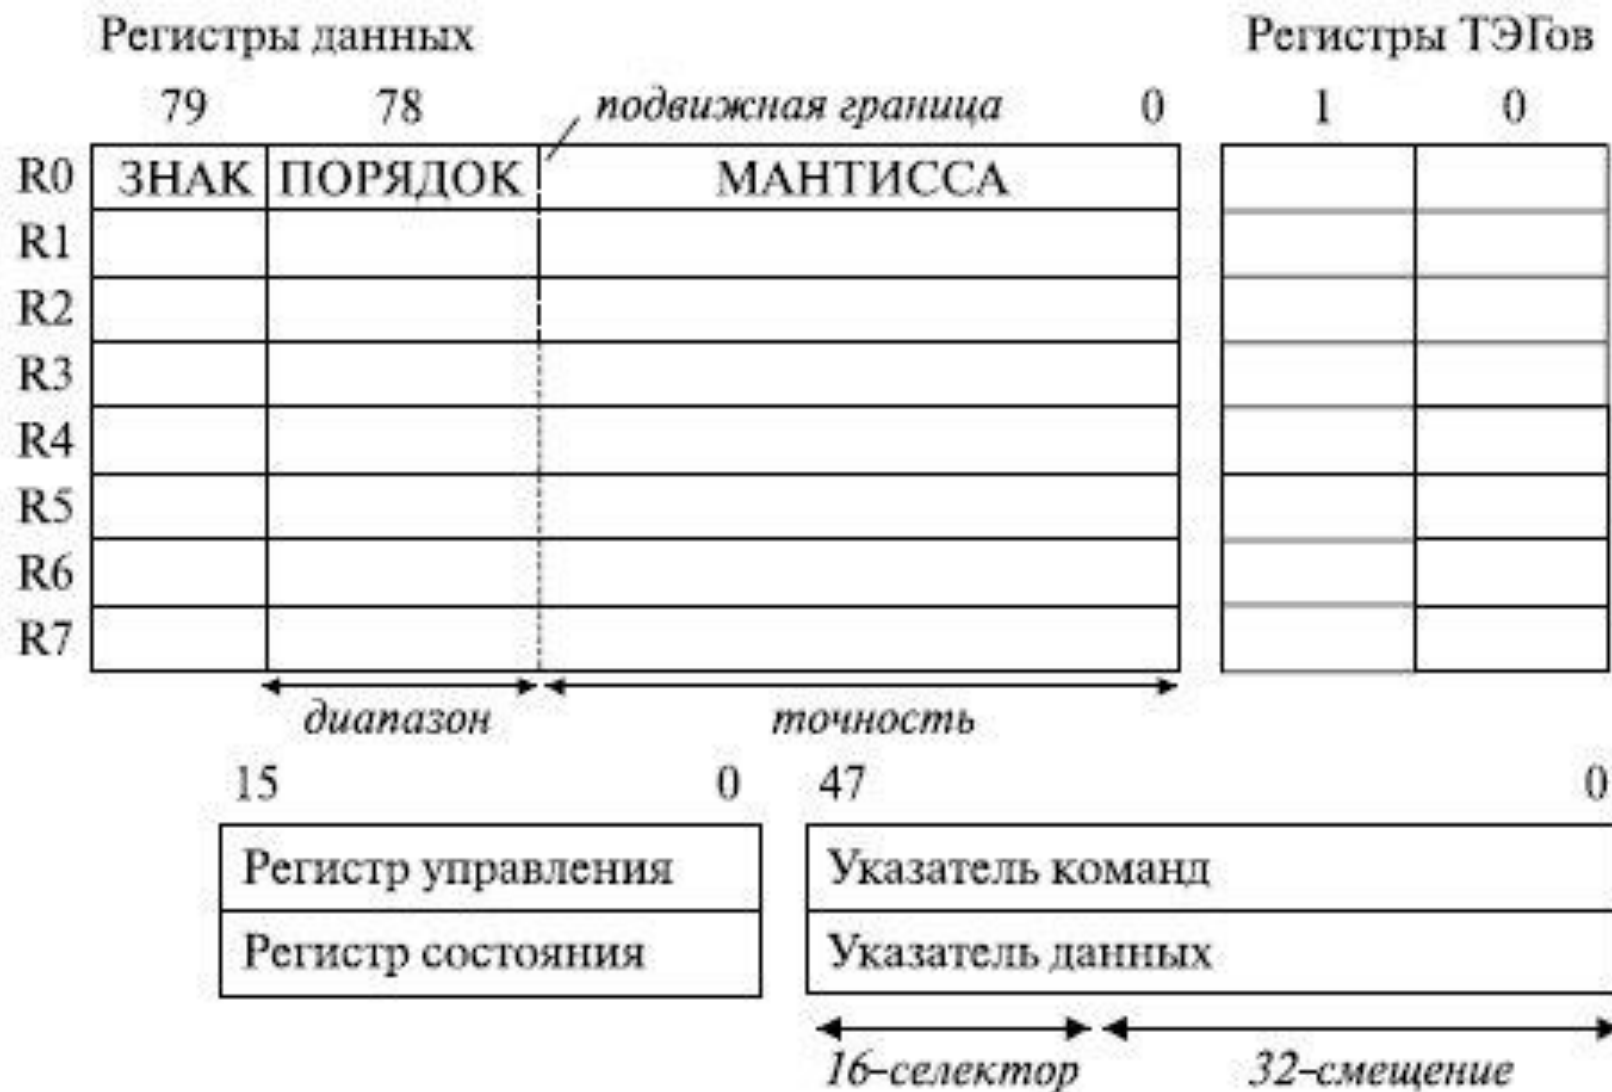 Регистры данных Регистры ТЭГов
79 78 подвижная граница 0 1 0
R0 ЗНАК ПОРЯДОК МАНТИССА
R1
R2
R3
R4
R5
R6
R7
диапазон точность
15 0 47 0
Регистр управления Указатель команд
Регистр состояния Указатель данных
16-селектор 32-смещение